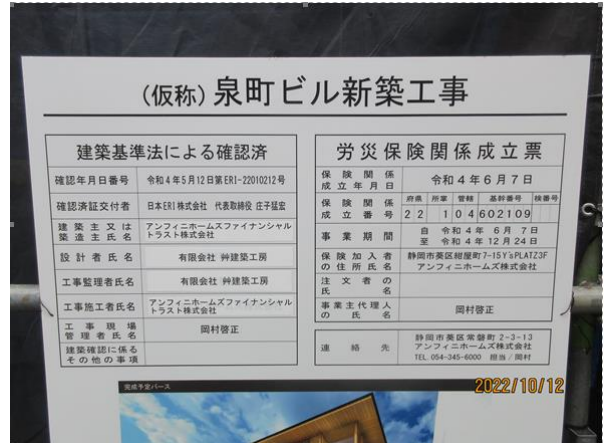 (仮称)泉町ビル新築工事
建築基準法による確認済
確認年月日番号 令和4年5月12日第ERI-22010212号
確認済証交付者 日本ERI株式会社 代表取締役 庄子猛宏
建築主又は
築造主氏名
アンフィニホームズファイナンシャル
トラスト株式会社
設計者氏名 有限会社 艸建築工房
工事監理者氏名 有限会社 艸建築工房
工事施工者氏名
アンフィニホームズファイナンシャル
トラスト株式会社
工事現場
管理者氏名
岡村啓正
建築確認に係る
その他の事項
労災保険関係成立票
保険関係
成立年月日
令和4年6月7日
保険関係
成立番号
府県 所掌 管轄 基幹番号 枝番号
22 1 04 602109
事業期間
自 令和4年 6月 7日
至 令和4年12月24日
保険加入者
の住所氏名
静岡市葵区紺屋町7-15Y'sPLATZ3F
アンフィニホームズ株式会社
注文者の
氏名
事業主代理人
の氏名
岡村啓正
連絡先
静岡市葵区常磐町2-3-13
アンフィニホームズ株式会社
TEL.054-345-6000 担当/岡村
完成予定パース
2022/10/12